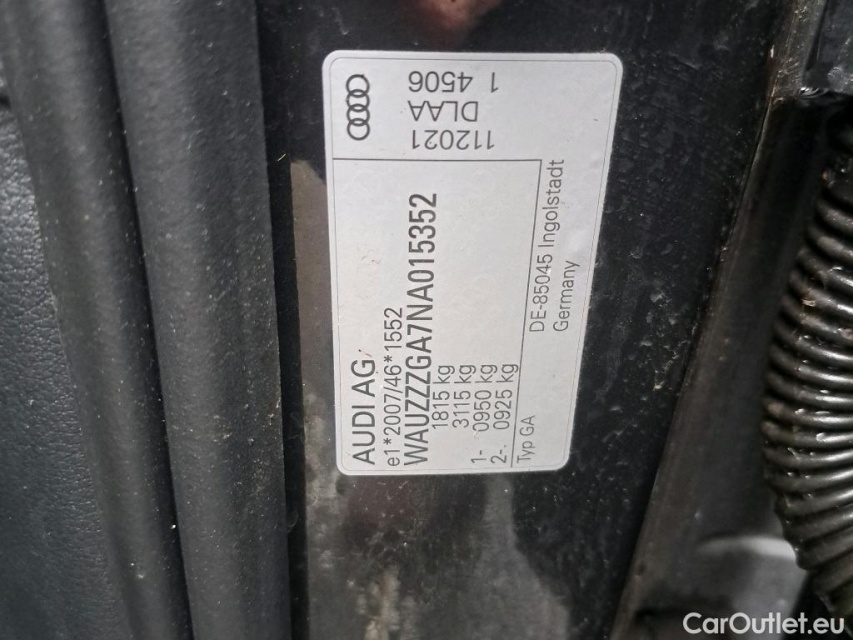 AUDI AG
e1*2007/46*1552
WAUZZZGA7NA015352
1815 kg
3115 kg
1- 0950 kg
2-. 0925 kg
Typ GA
DE-85045 Ingolstadt
Germany
112021
DLAA
1 4506
CarOutlet.eu